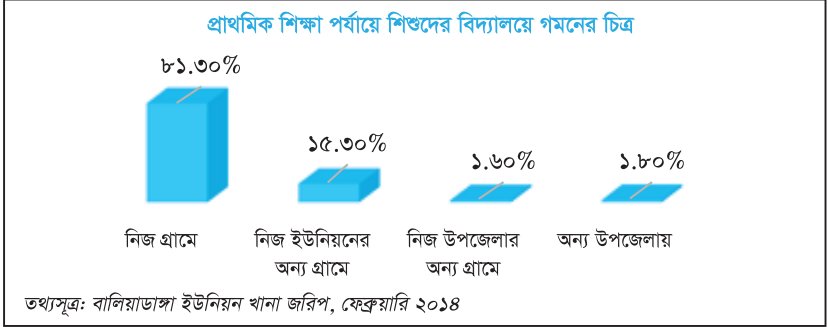 প্রাথমিক শিক্ষা পর্যায়ে শিশুদের বিদ্যালয়ে গমনের চিত্র
৮১.৩০%
১৫.৩০%
১.৬০%
১.৮০%
নিজ গ্রামে
নিজ ইউনিয়নের
অন্য গ্রামে
নিজ উপজেলার
অন্য গ্রামে
অন্য উপজেলায়
তথ্যসূত্র: বালিয়াডাঙ্গা ইউনিয়ন খানা জরিপ, ফেব্রুয়ারি ২০১৪